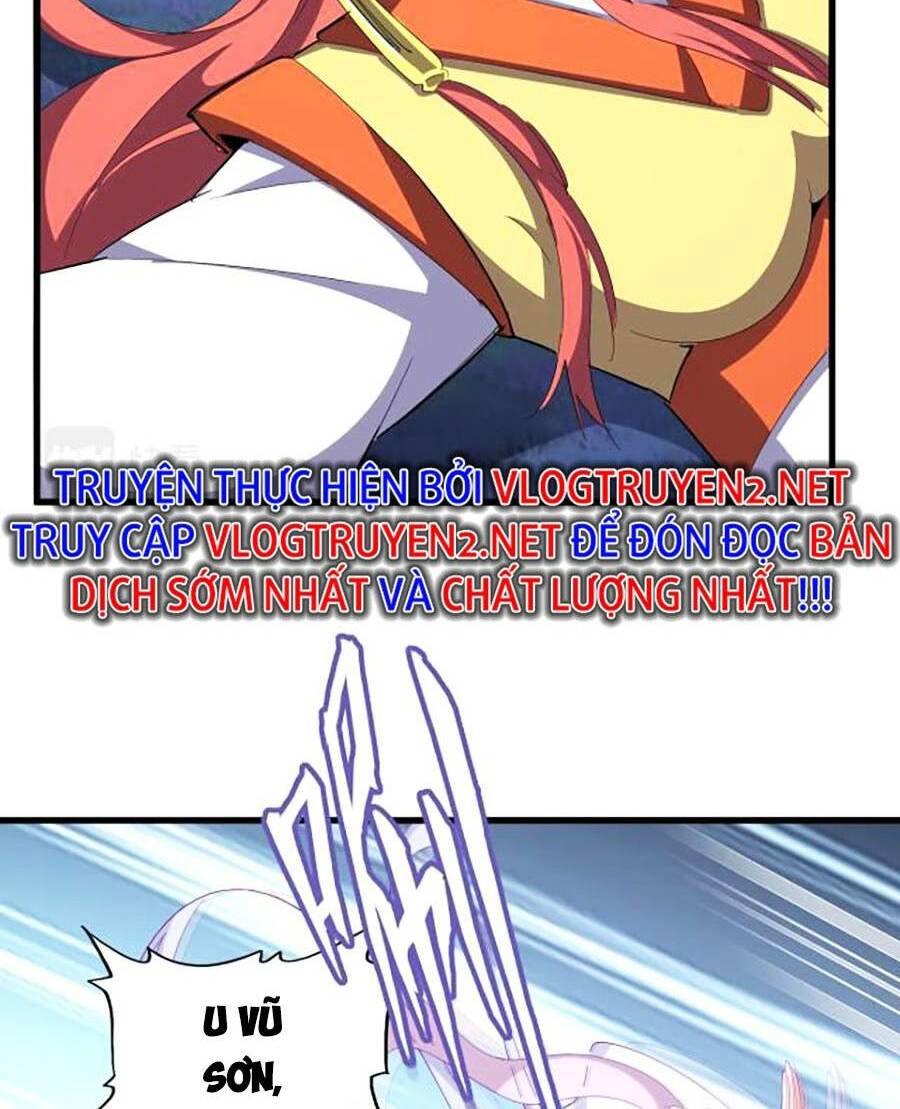 TRUYỆN THỰC HIỆN BỞI VLOGTRUYEN2.NET
TRUY CẬP VLOGTRUYEN2.NET ĐỂ ĐÓN ĐỌC BẢN
DỊCH SỚM NHẤT VÀ CHẤT LƯỢNG NHẤT!!!
U VŨ
SƠN,